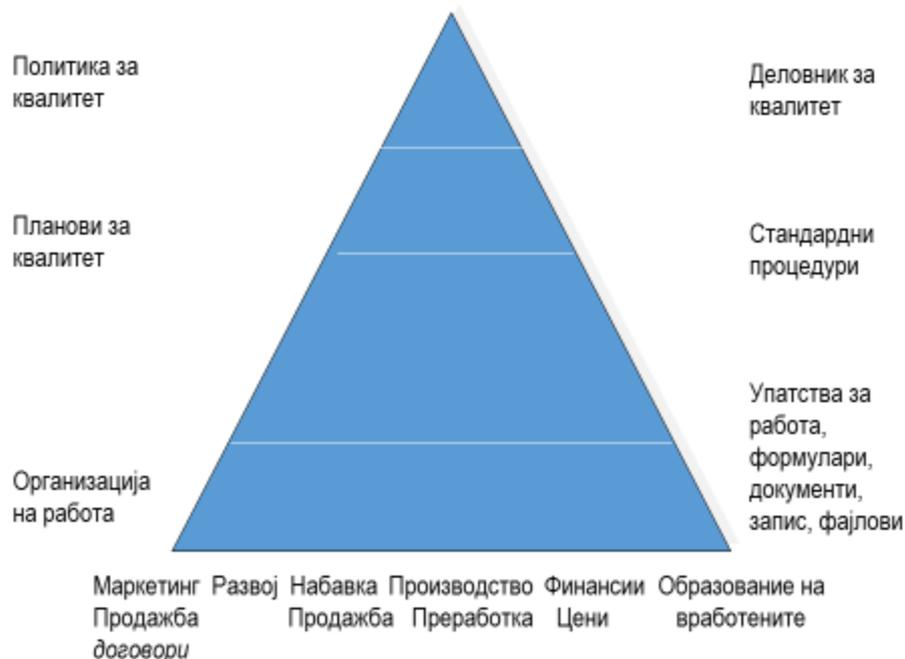 Политика за
квалитет
Деловник за
квалитет
Планови за
квалитет
Стандардни
процедури
Упатства за
работа,
формулари,
документи,
запис, фајлови
Организација
на работа
Маркетинг Развој Набавка Производство Финансии Образование на
Продажба Продажба Преработка Цени вработените
договори